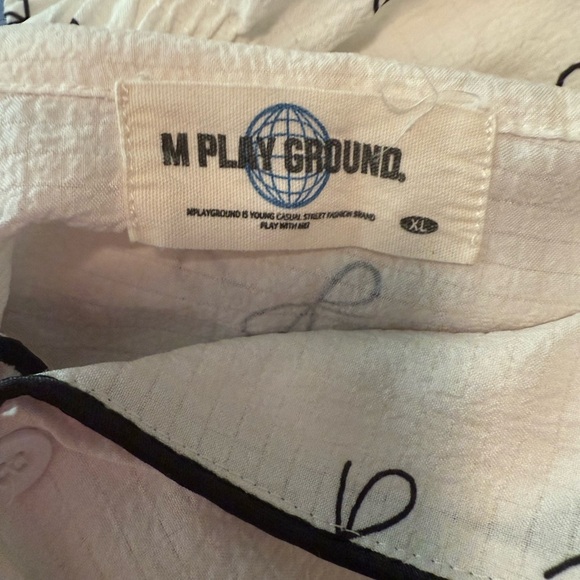 M PLAY GROUND.
MPLAYGROUND IS YOUNG CASUAL STREET FASHION BRAND
PLAY WITH ME!
XL